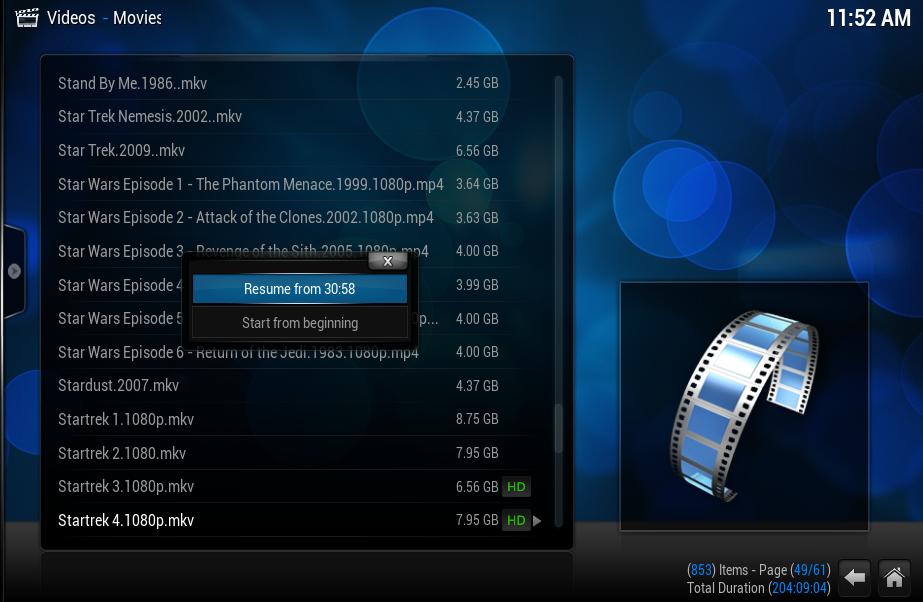 Videos - Movies
11:52 AM
Stand By Me.1986..mkv 2.45 GB
Star Trek Nemesis.2002..mkv 4.37 GB
Star Trek.2009..mkv 6.56 GB
Star Wars Episode 1 - The Phantom Menace.1999.1080p.mp4 3.64 GB
Star Wars Episode 2 - Attack of the Clones.2002.1080p.mp4 3.63 GB
Star Wars Episode 3 - Revenge of the Sith.2005.1080p.mp4 4.00 GB
X
Star Wars Episode 4 3.99 GB
Resume from 30:58
Star Wars Episode 5 p... 4.00 GB
Start from beginning
Star Wars Episode 6 - Return of the Jedi.1983.1080p.mp4 4.00 GB
Stardust.2007.mkv 4.37 GB
Startrek 1.1080p.mkv 8.75 GB
Startrek 2.1080.mkv 7.95 GB
Startrek 3.1080p.mkv 6.56 GB HD
Startrek 4.1080p.mkv 7.95 GB HD
(853) Items - Page (49/61)
Total Duration (204:09:04)